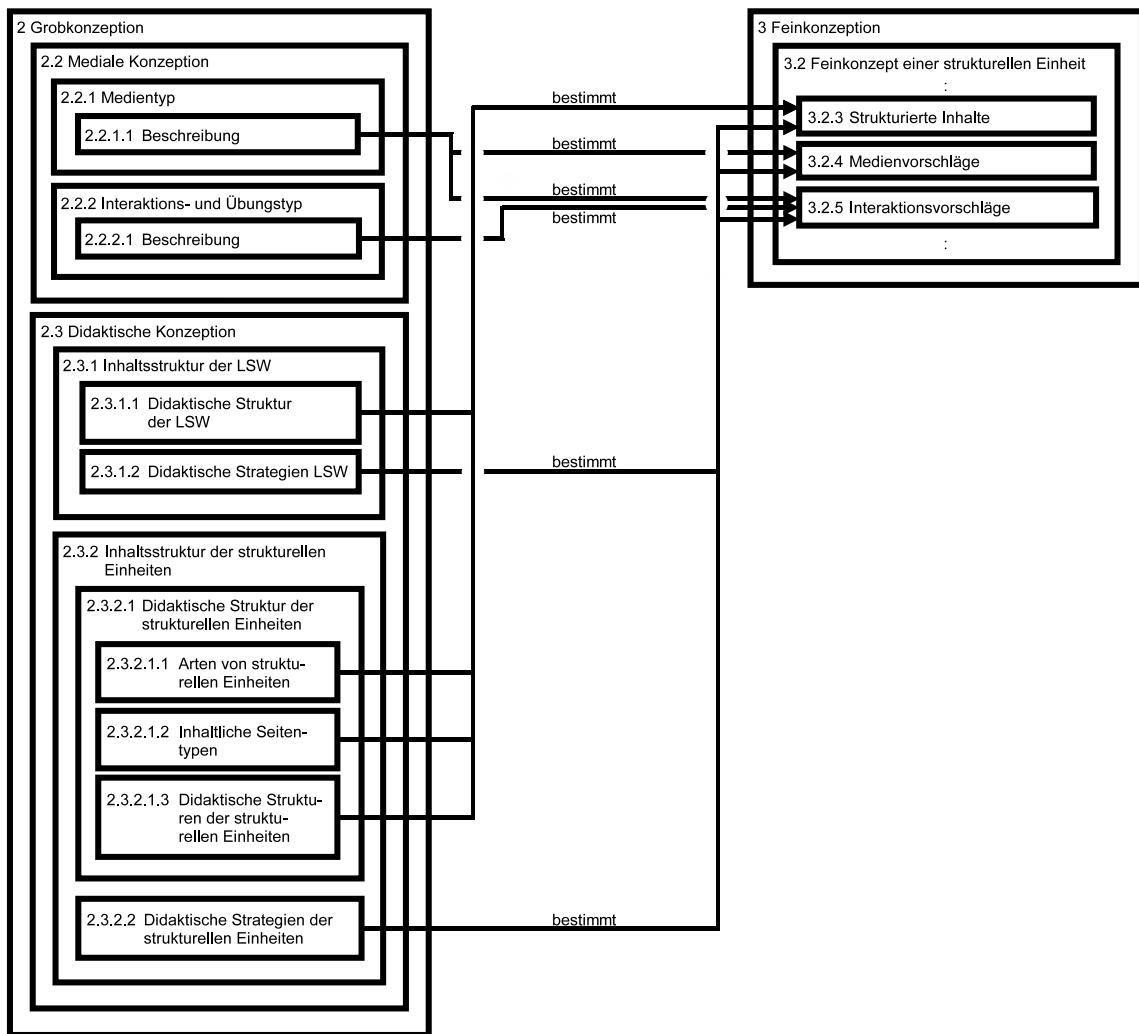 2 Grobkonzeption
2.2 Mediale Konzeption
2.2.1 Medientyp
2.2.1.1 Beschreibung
2.2.2 Interaktions- und Übungstyp
2.2.2.1 Beschreibung
2.3 Didaktische Konzeption
2.3.1 Inhaltsstruktur der LSW
2.3.1.1 Didaktische Struktur
der LSW
2.3.1.2 Didaktische Strategien LSW
2.3.2 Inhaltsstruktur der strukturellen
Einheiten
2.3.2.1 Didaktische Struktur der
strukturellen Einheiten
2.3.2.1.1 Arten von struktu-
rellen Einheiten
2.3.2.1.2 Inhaltliche Seiten-
typen
2.3.2.1.3 Didaktische Struktu-
ren der struktu-
rellen Einheiten
2.3.2.2 Didaktische Strategien der
strukturellen Einheiten
bestimmt
bestimmt
bestimmt
bestimmt
bestimmt
bestimmt
3 Feinkonzeption
3.2 Feinkonzept einer strukturellen Einheit
:
3.2.3 Strukturierte Inhalte
3.2.4 Medienvorschläge
3.2.5 Interaktionsvorschläge
: